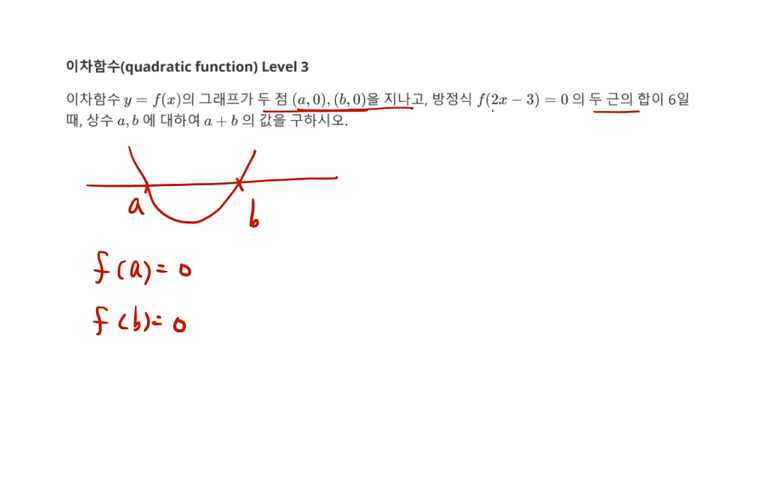 이차함수(quadratic function) Level 3
이차함수 y = f(x)의 그래프가 두 점 (a, 0), (b, 0)을 지나고, 방정식 f(2x − 3) = 0 의 두 근의 합이 6일
때, 상수 a, b 에 대하여 a + b 의 값을 구하시오.
a
b
f(a)=0
f(b)=0